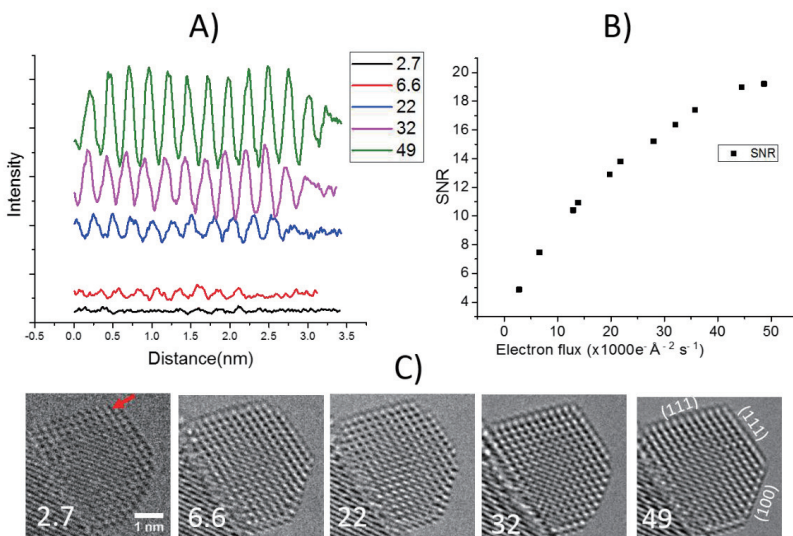 A)
B)
2.7
6.6
22
32
49
Intensity
-0.5 0.0 0.5 1.0 1.5 2.0 2.5 3.0 3.5
Distance(nm)
20
18
16
14
12
10
8
6
4
SNR
SNR
0 10 20 30 40 50
Electron flux (x1000e⁻ Å⁻² s⁻¹)
C)
2.7
1 nm
6.6
22
32
49
(111)
(111)
(100)